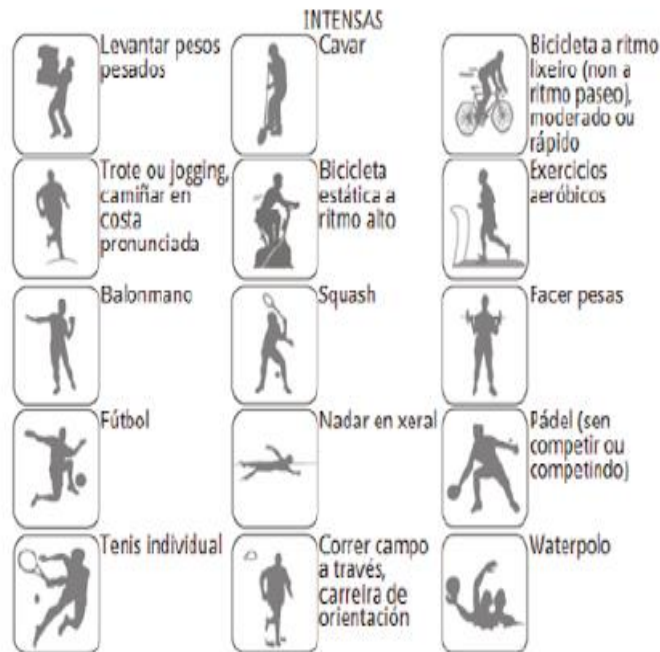 INTENSAS
Levantar pesos
pesados
Cavar
Bicicleta a ritmo
lixeiro (non a
ritmo paseo),
moderado ou
rápido
Trote ou jogging,
camiñar en
costa
pronunciada
Bicicleta
estática a
ritmo alto
Exercicios
aeróbicos
Balonmano
Squash
Facer pesas
Fútbol
Nadar en xeral
Pádel (sen
competir ou
competindo)
Tenis individual
Correr campo
a través,
carreira de
orientación
Waterpolo